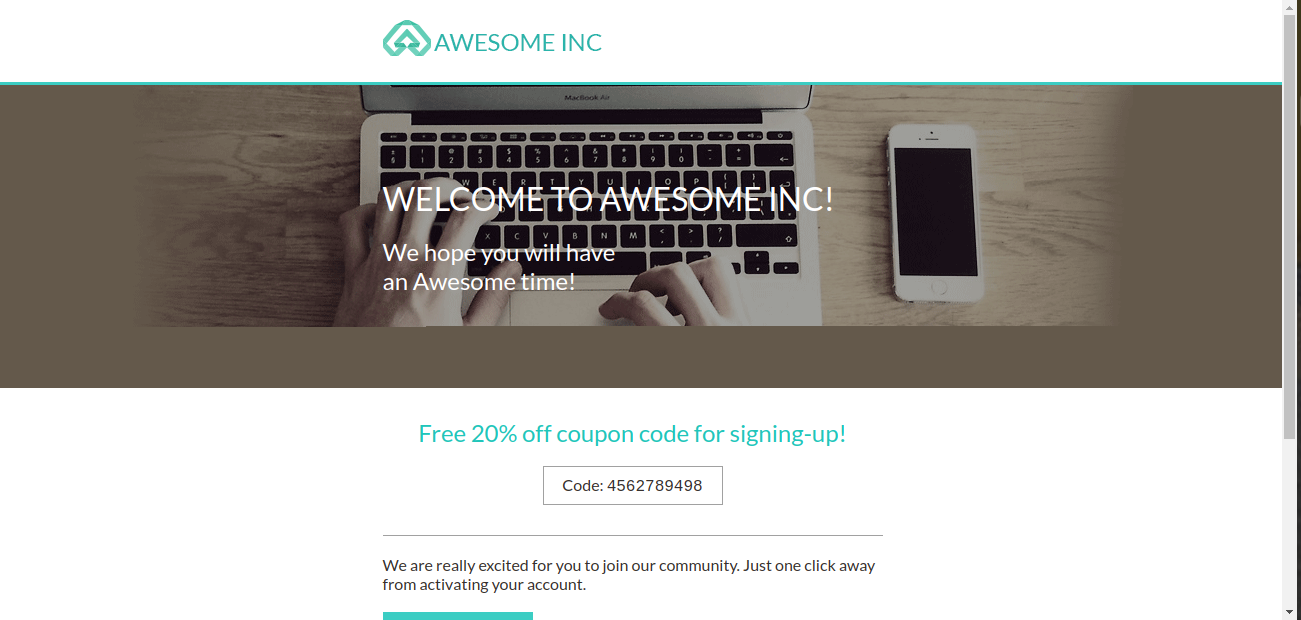 AWESOME INC
MacBook Air
WELCOME TO AWESOME INC!
We hope you will have
an Awesome time!
Free 20% off coupon code for signing-up!
Code: 4562789498
We are really excited for you to join our community. Just one click away
from activating your account.